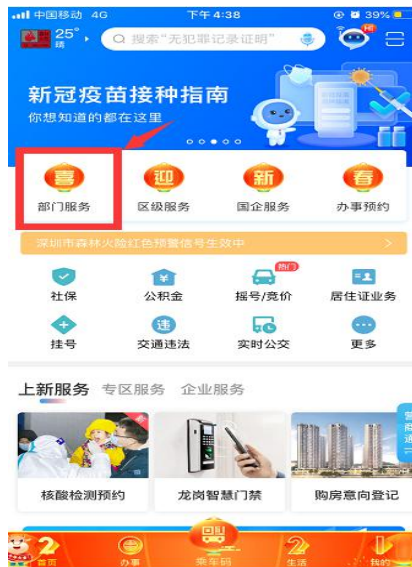 中国移动 4G 下午4:38 39%
25°
晴
搜索“无犯罪记录证明”
Hi
新冠疫苗接种指南
你想知道的都在这里
喜 迎 新 春
部门服务 区级服务 国企服务 办事预约
深圳市森林火险红色预警信号生效中
热门
社保 公积金 摇号/竞价 居住证业务
违
挂号 交通违法 实时公交 更多
上新服务 专区服务 企业服务
营商通
核酸检测预约 龙岗智慧门禁 购房意向登记
首页 办事 乘车码 生活 我的